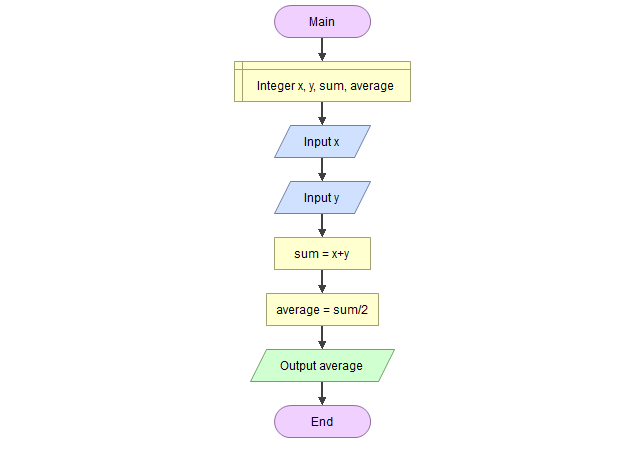 Main
Integer x, y, sum, average
Input x
Input y
sum = x+y
average = sum/2
Output average
End